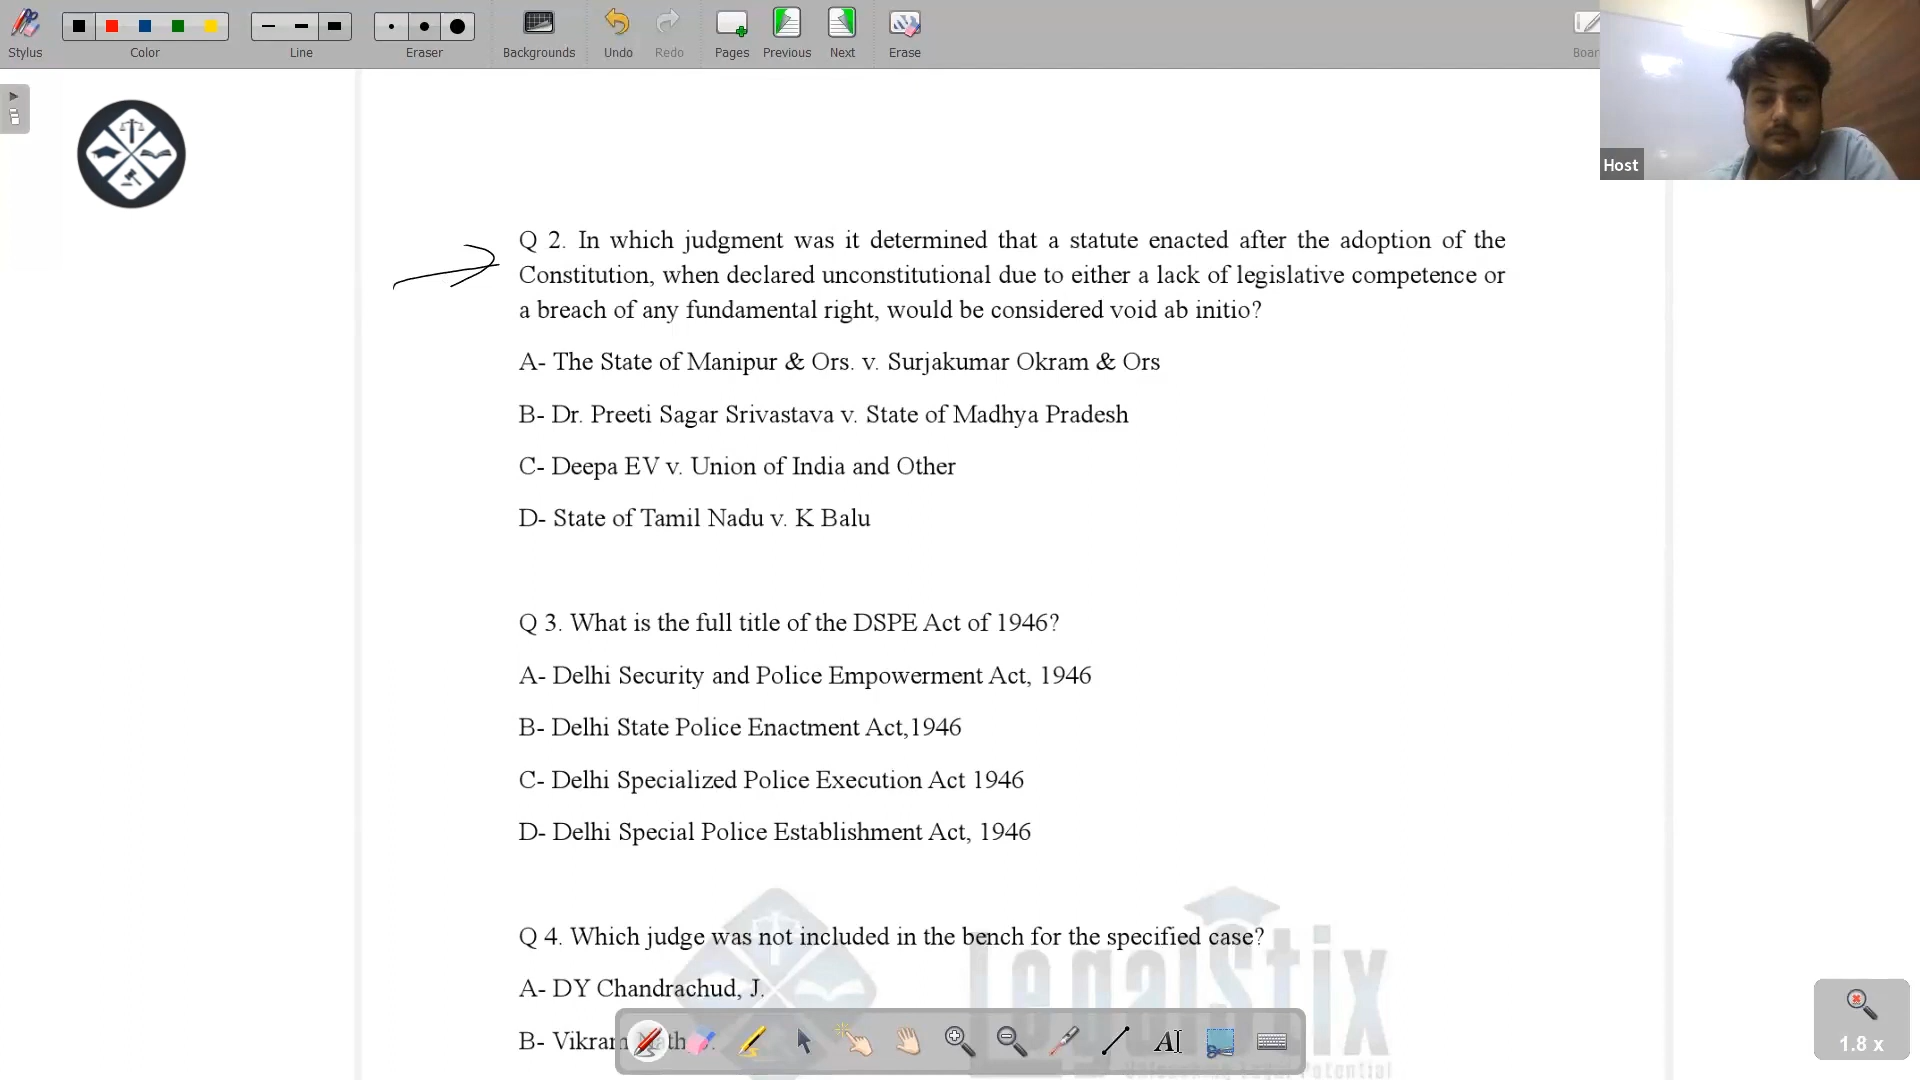 Stylus
Color
Line
Eraser
Backgrounds
Undo
Redo
Pages
Previous
Next
Erase
Host
Q 2. In which judgment was it determined that a statute enacted after the adoption of the
Constitution, when declared unconstitutional due to either a lack of legislative competence or
a breach of any fundamental right, would be considered void ab initio?
A- The State of Manipur & Ors. v. Surjakumar Okram & Ors
B- Dr. Preeti Sagar Srivastava v. State of Madhya Pradesh
C- Deepa EV v. Union of India and Other
D- State of Tamil Nadu v. K Balu
Q 3. What is the full title of the DSPE Act of 1946?
A- Delhi Security and Police Empowerment Act, 1946
B- Delhi State Police Enactment Act,1946
C- Delhi Specialized Police Execution Act 1946
D- Delhi Special Police Establishment Act, 1946
Q 4. Which judge was not included in the bench for the specified case?
A- DY Chandrachud, J.
LegalStix
B-
1.8 x